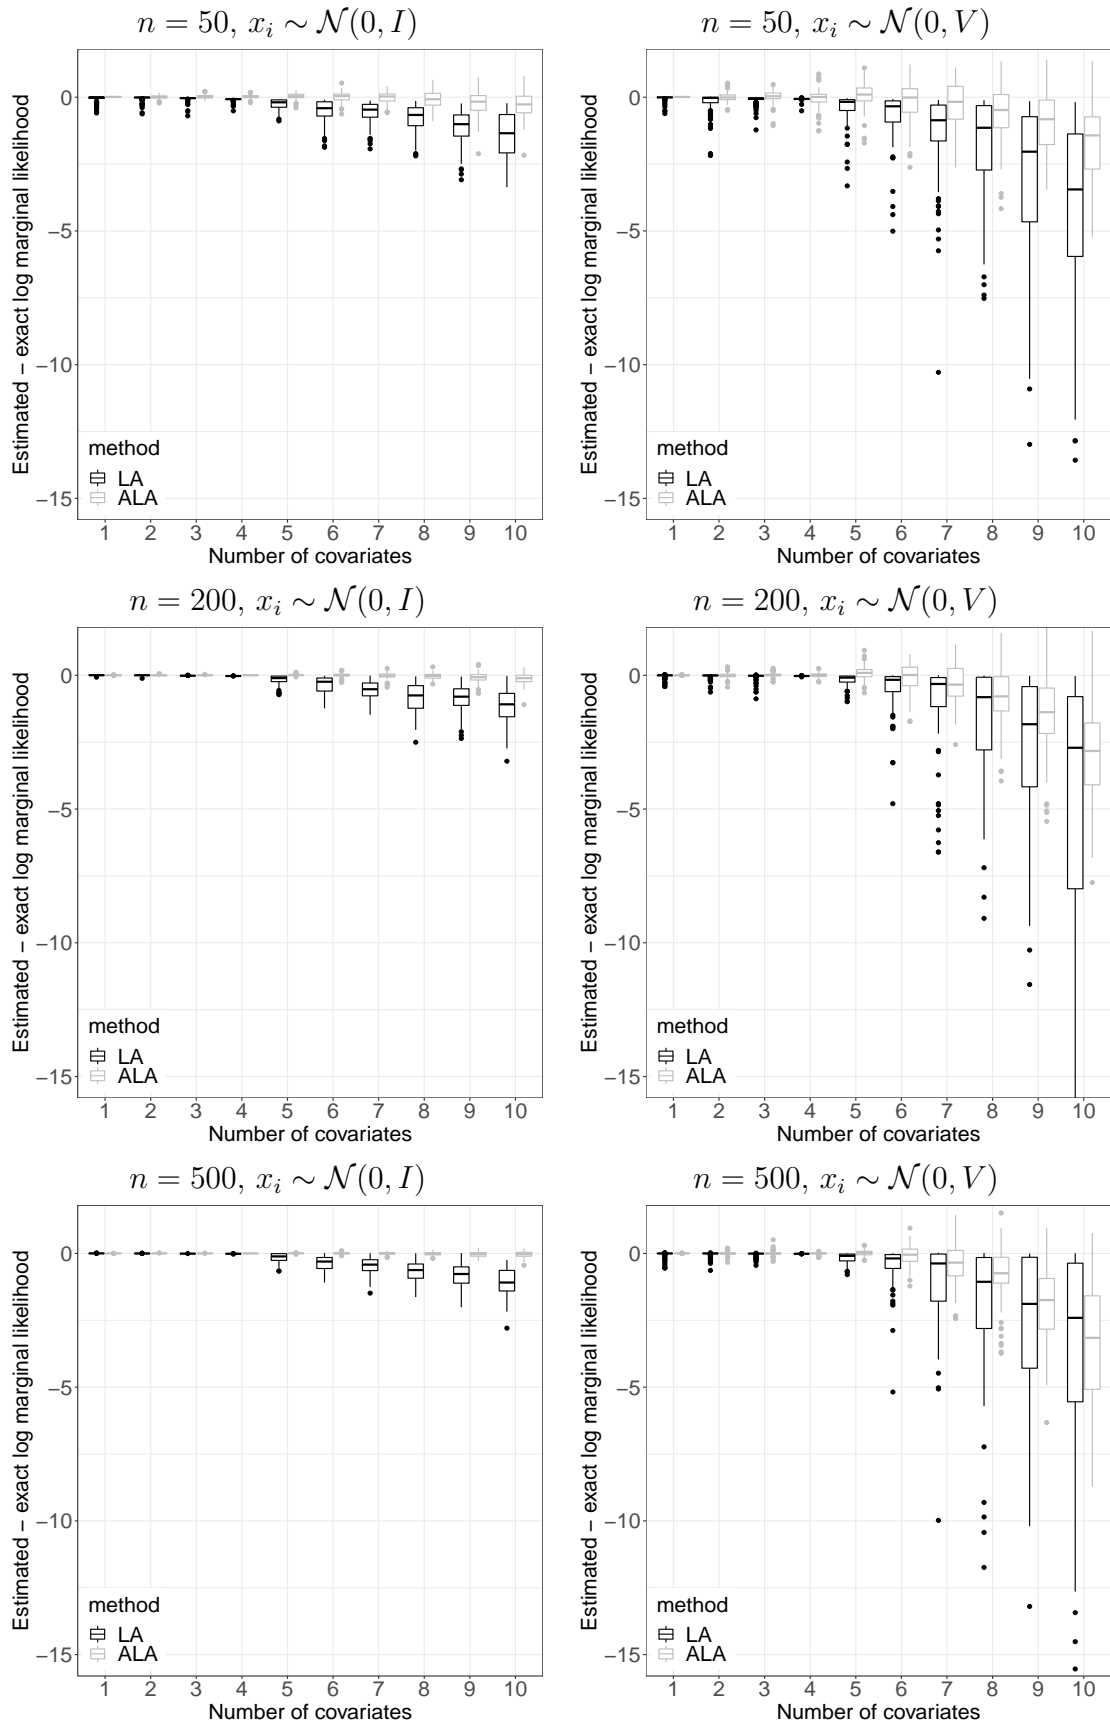 n = 50, x_i ∼ N(0, I)
Estimated − exact log marginal likelihood
0
−5
−10
−15
method
LA
ALA
1 2 3 4 5 6 7 8 9 10
Number of covariates
n = 50, x_i ∼ N(0, V)
Estimated − exact log marginal likelihood
0
−5
−10
−15
method
LA
ALA
1 2 3 4 5 6 7 8 9 10
Number of covariates
n = 200, x_i ∼ N(0, I)
Estimated − exact log marginal likelihood
0
−5
−10
−15
method
LA
ALA
1 2 3 4 5 6 7 8 9 10
Number of covariates
n = 200, x_i ∼ N(0, V)
Estimated − exact log marginal likelihood
0
−5
−10
−15
method
LA
ALA
1 2 3 4 5 6 7 8 9 10
Number of covariates
n = 500, x_i ∼ N(0, I)
Estimated − exact log marginal likelihood
0
−5
−10
−15
method
LA
ALA
1 2 3 4 5 6 7 8 9 10
Number of covariates
n = 500, x_i ∼ N(0, V)
Estimated − exact log marginal likelihood
0
−5
−10
−15
method
LA
ALA
1 2 3 4 5 6 7 8 9 10
Number of covariates